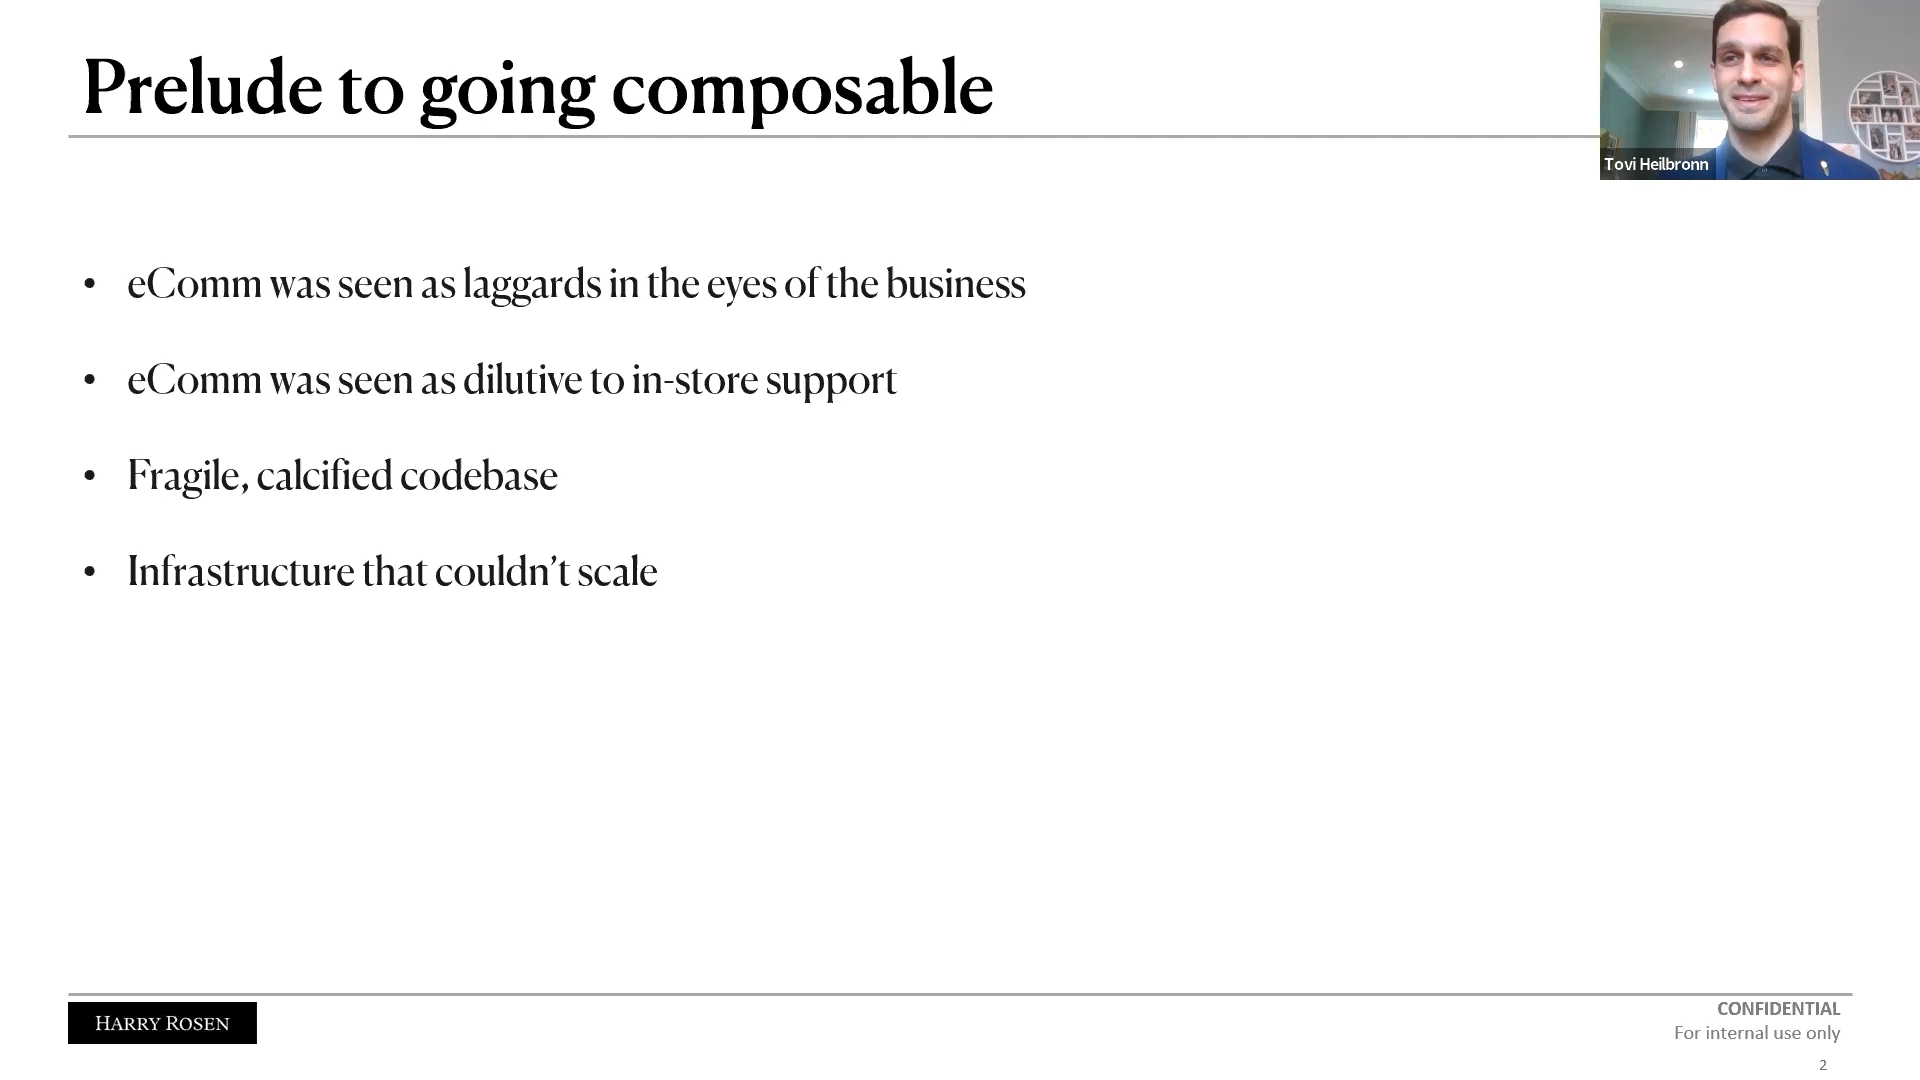 Prelude to going composable
Tovi Heilbronn
• eComm was seen as laggards in the eyes of the business
• eComm was seen as dilutive to in-store support
• Fragile, calcified codebase
• Infrastructure that couldn’t scale
HARRY ROSEN
CONFIDENTIAL
For internal use only
2